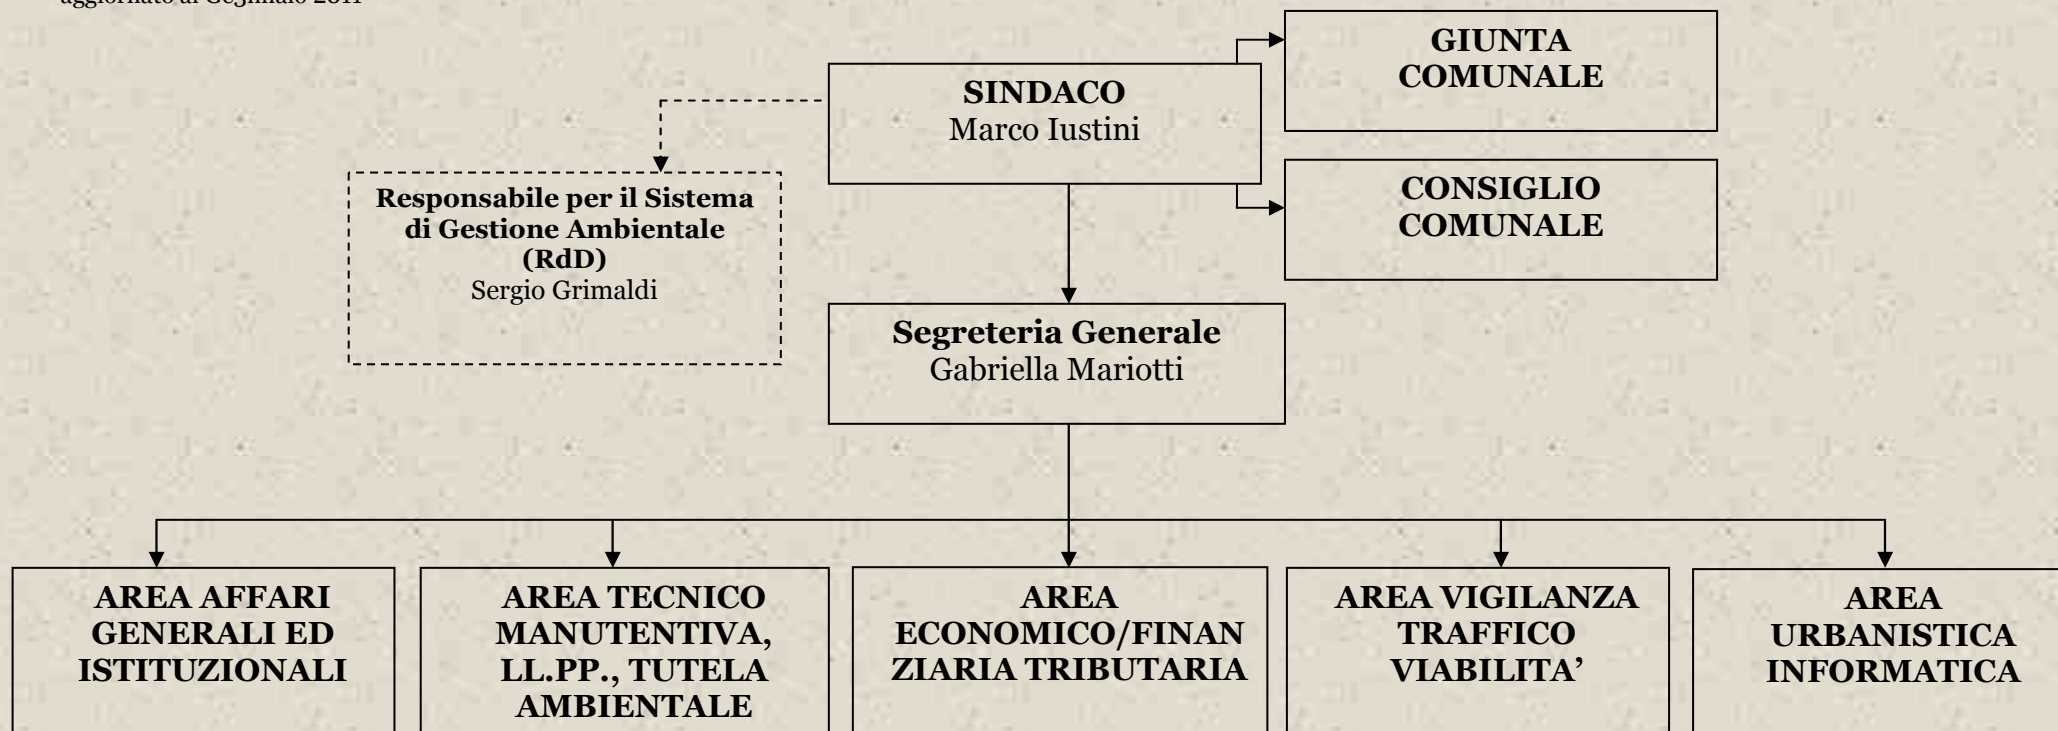 aggiornato al
GIUNTA
COMUNALE
SINDACO
Marco Iustini
CONSIGLIO
COMUNALE
Responsabile per il Sistema
di Gestione Ambientale
(RdD)
Sergio Grimaldi
Segreteria Generale
Gabriella Mariotti
AREA AFFARI
GENERALI ED
ISTITUZIONALI
AREA TECNICO
MANUTENTIVA,
LL.PP., TUTELA
AMBIENTALE
AREA
ECONOMICO/FINAN
ZIARIA TRIBUTARIA
AREA VIGILANZA
TRAFFICO
VIABILITA’
AREA
URBANISTICA
INFORMATICA